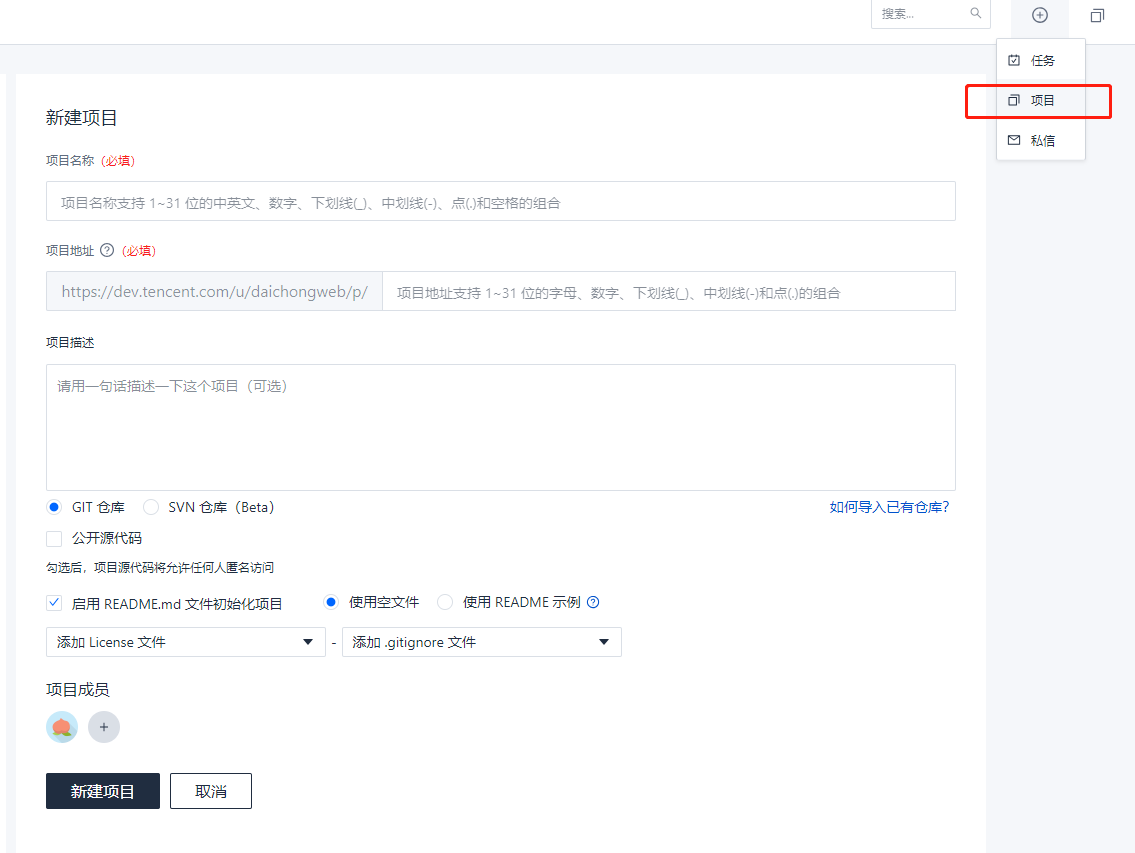 搜索...
任务
项目
私信
新建项目
项目名称（必填）
项目名称支持 1~31 位的中英文、数字、下划线(_)、中划线(-)、点(.)和空格的组合
项目地址 ?（必填）
https://dev.tencent.com/u/daichongweb/p/ 项目地址支持 1~31 位的字母、数字、下划线(_)、中划线(-)和点(.)的组合
项目描述
请用一句话描述一下这个项目（可选）
GIT 仓库 SVN 仓库（Beta） 如何导入已有仓库?
公开源代码
勾选后，项目源代码将允许任何人匿名访问
启用 README.md 文件初始化项目 使用空文件 使用 README 示例 ?
添加 License 文件 - 添加 .gitignore 文件
项目成员
+
新建项目 取消